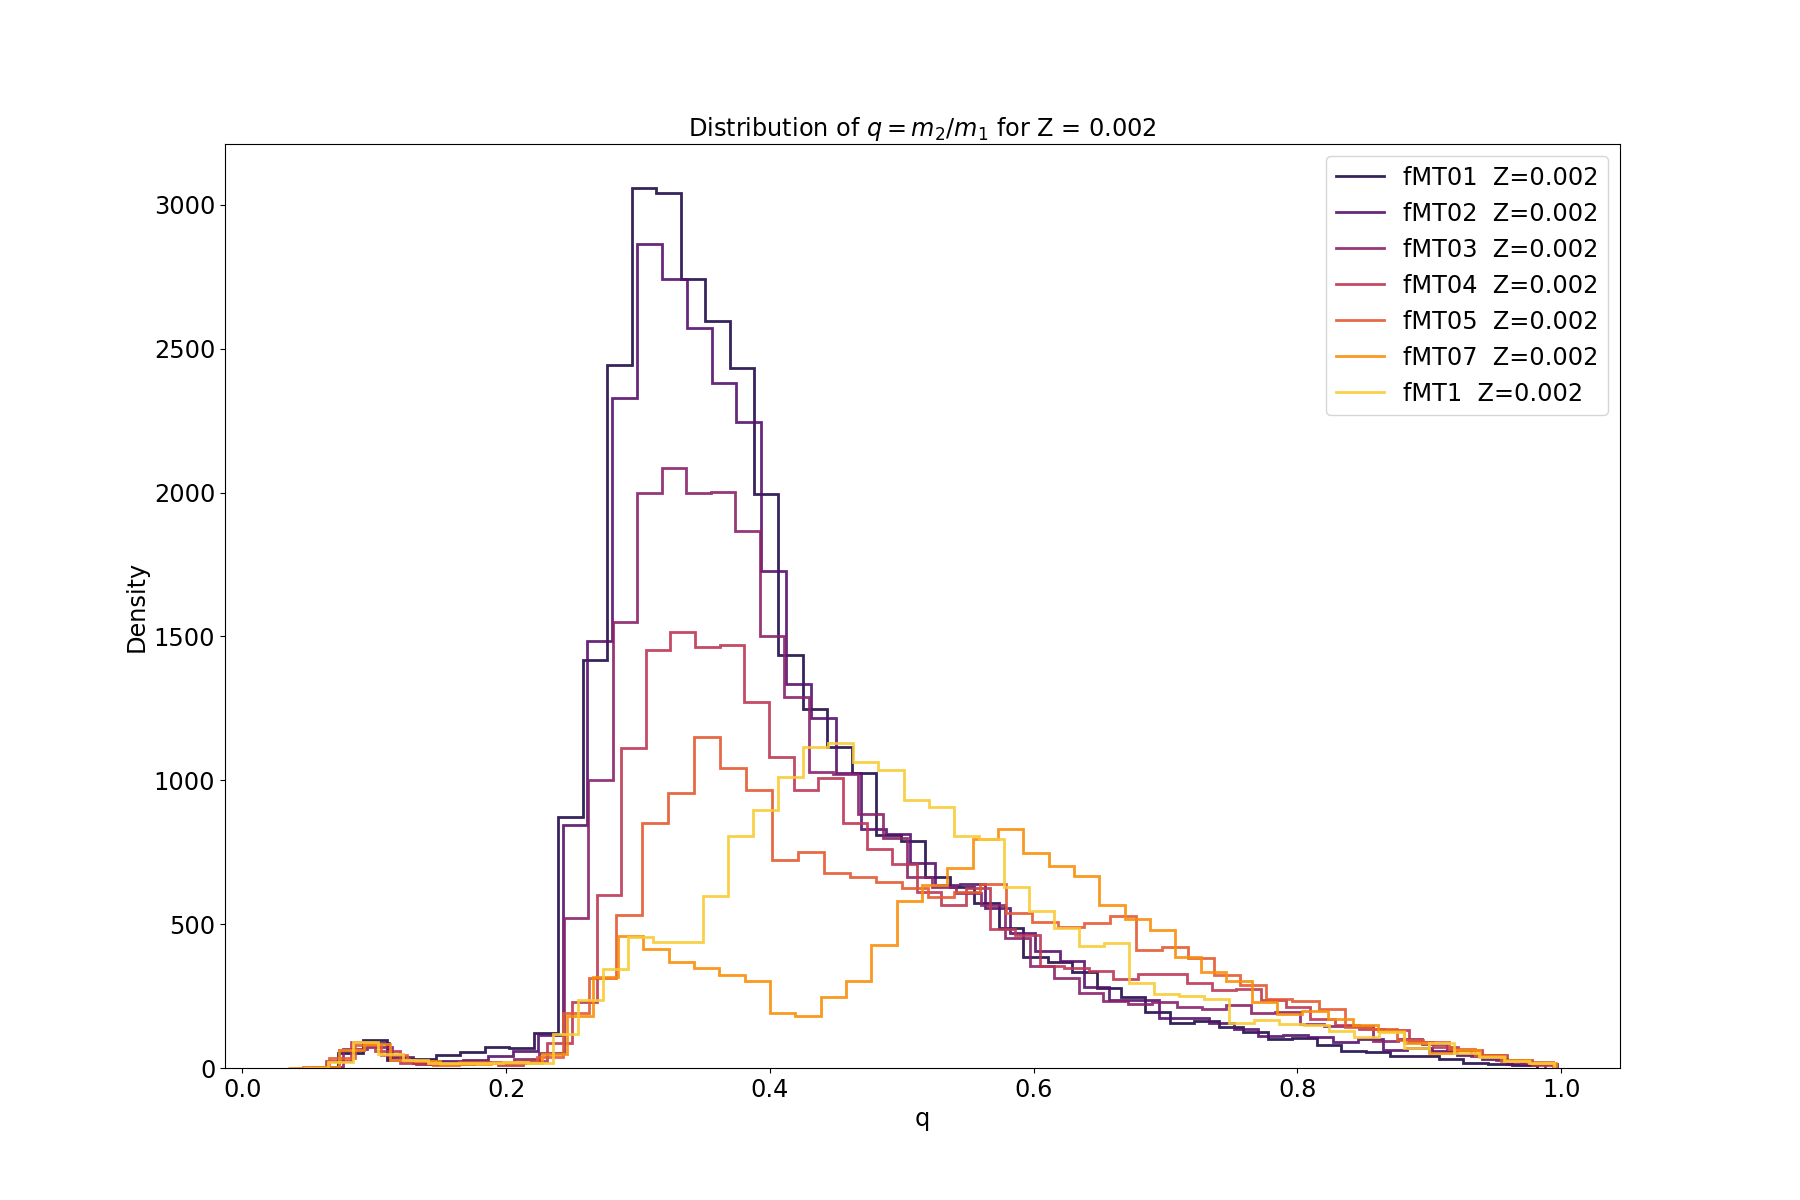 Distribution of q = m₂/m₁ for Z = 0.002
fMT01 Z=0.002
fMT02 Z=0.002
fMT03 Z=0.002
fMT04 Z=0.002
fMT05 Z=0.002
fMT07 Z=0.002
fMT1 Z=0.002
3000
2500
2000
1500
1000
500
0
Density
0.0 0.2 0.4 0.6 0.8 1.0
q